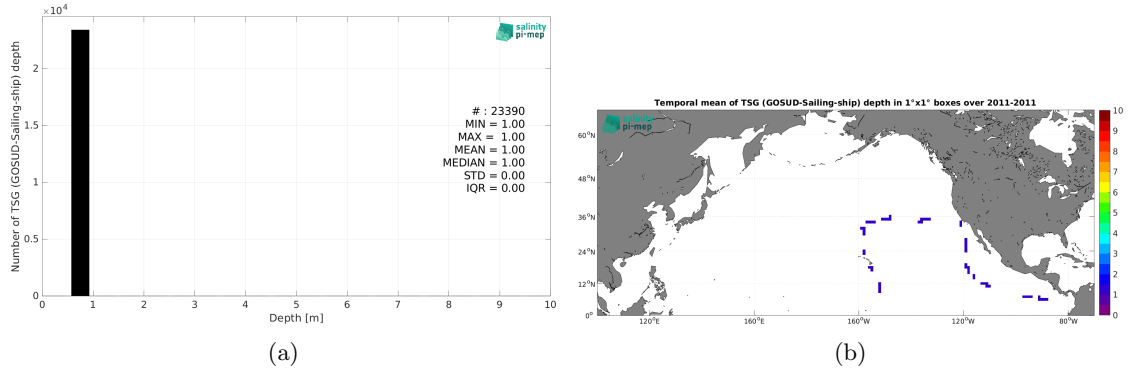 ×10⁴
salinity
pi-mep
Number of TSG (GOSUD-Sailing-ship) depth
2
1.5
1
0.5
0
# : 23390
MIN = 1.00
MAX = 1.00
MEAN = 1.00
MEDIAN = 1.00
STD = 0.00
IQR = 0.00
0 1 2 3 4 5 6 7 8 9 10
Depth [m]
(a)
Temporal mean of TSG (GOSUD-Sailing-ship) depth in 1°x1° boxes over 2011-2011
salinity
pi-mep
60°N
48°N
36°N
24°N
12°N
0°
120°E 160°E 160°W 120°W 80°W
10
9
8
7
6
5
4
3
2
1
0
(b)